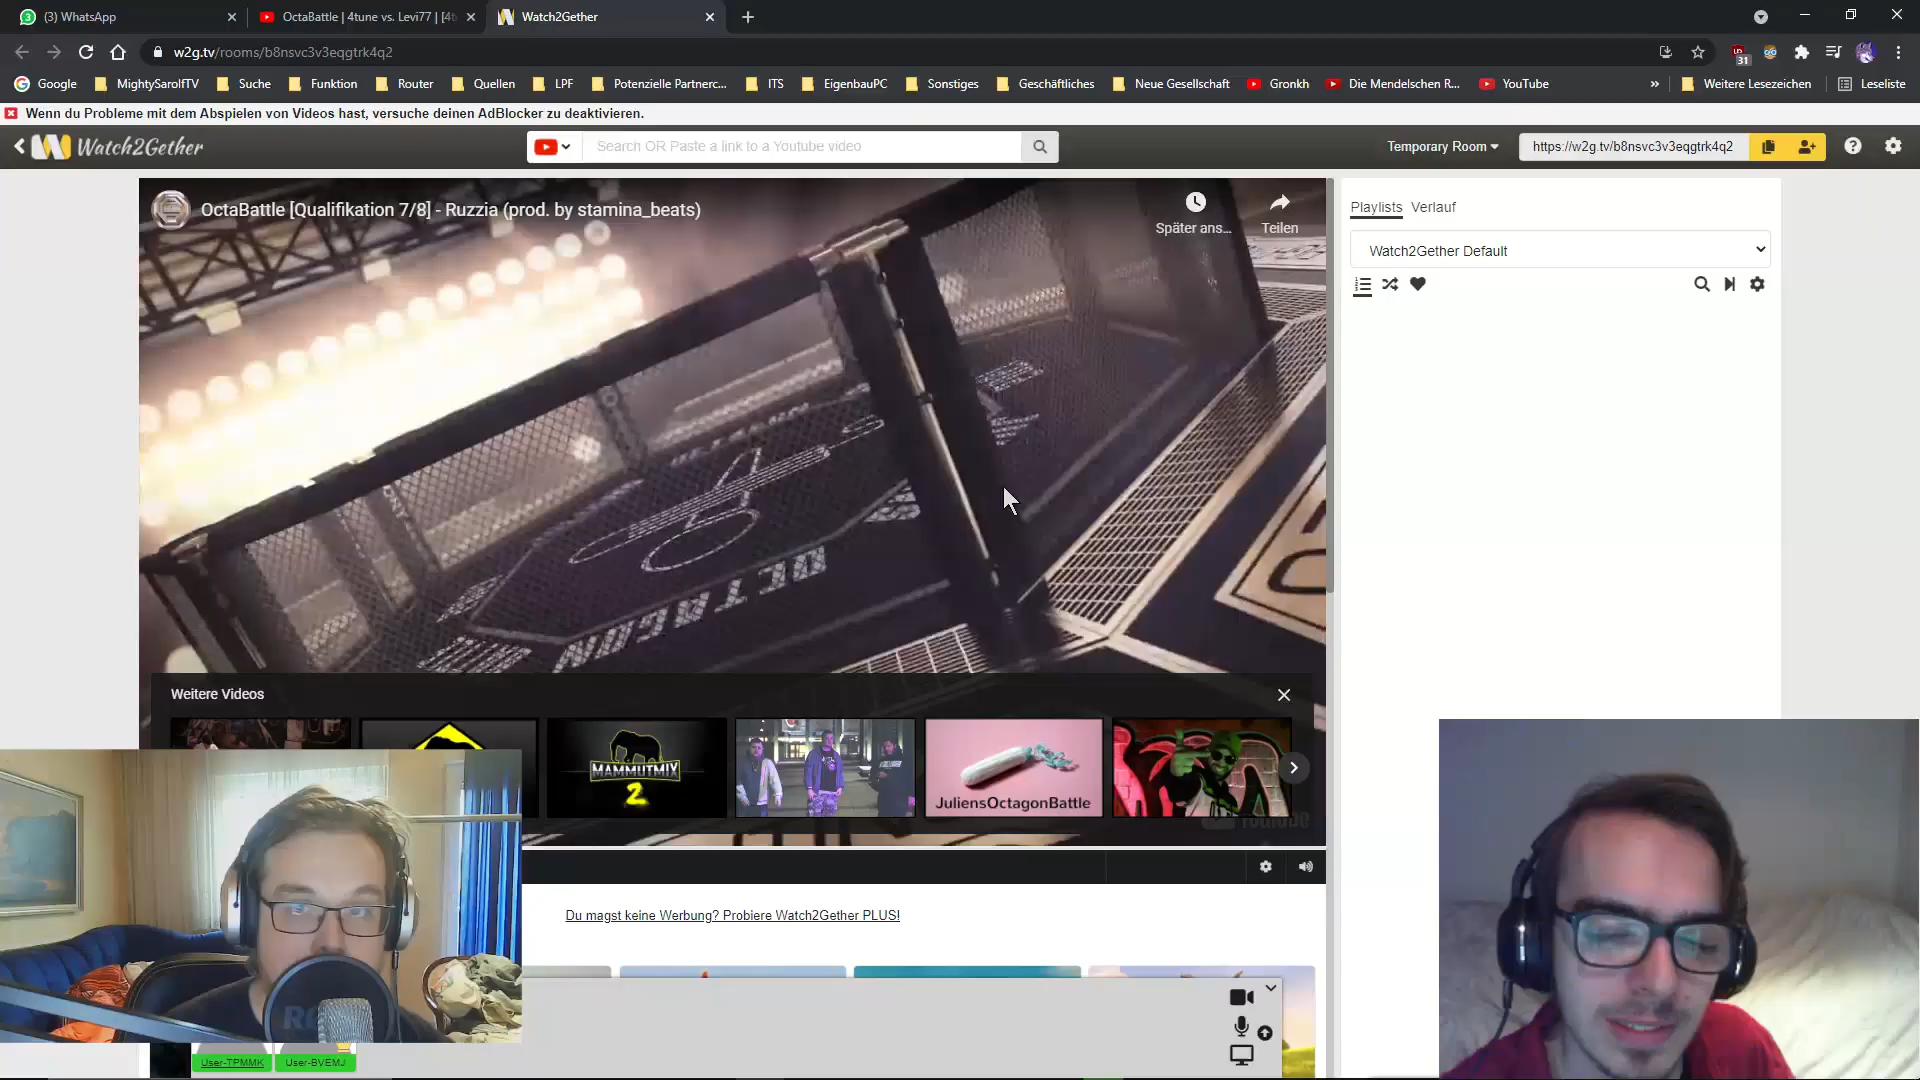 (3) WhatsApp
OctaBattle | 4tune vs. Levi77 | [4t
Watch2Gether
w2g.tv/rooms/b8nsvc3v3eqgtrk4q2
31
Google
MightySarolfTV
Suche
Funktion
Router
Quellen
LPF
Potenzielle Partnerc...
ITS
EigenbauPC
Sonstiges
Geschäftliches
Neue Gesellschaft
Gronkh
Die Mendelschen R...
YouTube
»
Weitere Lesezeichen
Leseliste
Wenn du Probleme mit dem Abspielen von Videos hast, versuche deinen AdBlocker zu deaktivieren.
Watch2Gether
Search OR Paste a link to a Youtube video
Temporary Room
https://w2g.tv/b8nsvc3v3eqgtrk4q2
OctaBattle [Qualifikation 7/8] - Ruzzia (prod. by stamina_beats)
Später ans...
Teilen
Playlists
Verlauf
Watch2Gether Default
Weitere Videos
MAMMUTMIX
2
JuliensOctagonBattle
YouTube
Du magst keine Werbung? Probiere Watch2Gether PLUS!
User-TPMMK
User-BVEMJ